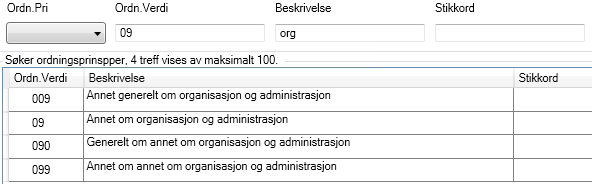 Ordn.Pri Ordn.Verdi Beskrivelse Stikkord
09 org
Søker ordningsprinspper, 4 treff vises av maksimalt 100.
Ordn.Verdi Beskrivelse Stikkord
009 Annet generelt om organisasjon og administrasjon
09 Annet om organisasjon og administrasjon
090 Generelt om annet om organisasjon og administrasjon
099 Annet om annet om organisasjon og administrasjon